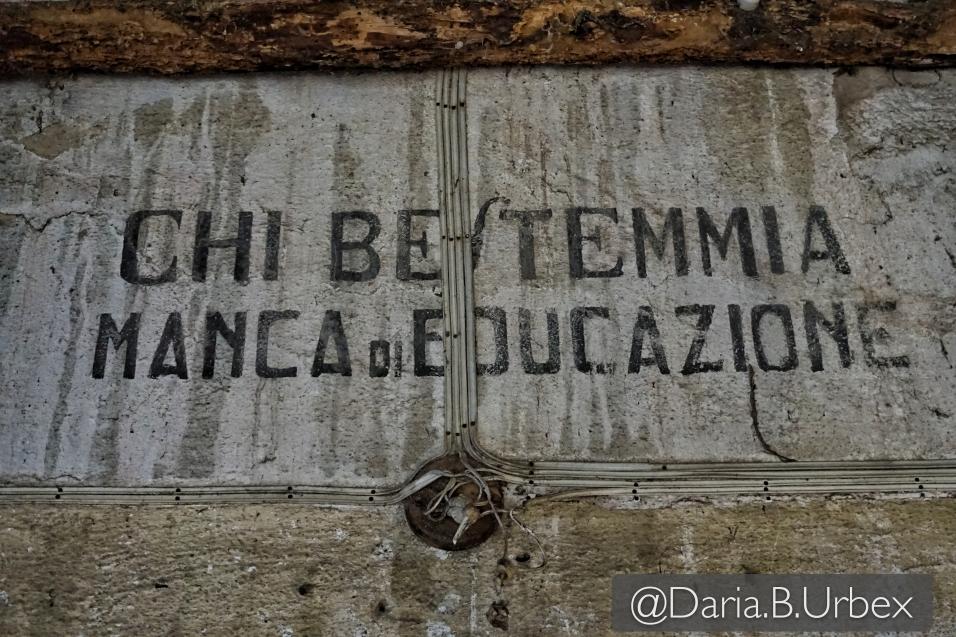 CHI BESTEMMIA
MANCA DI EDUCAZIONE
@Daria.B.Urbex